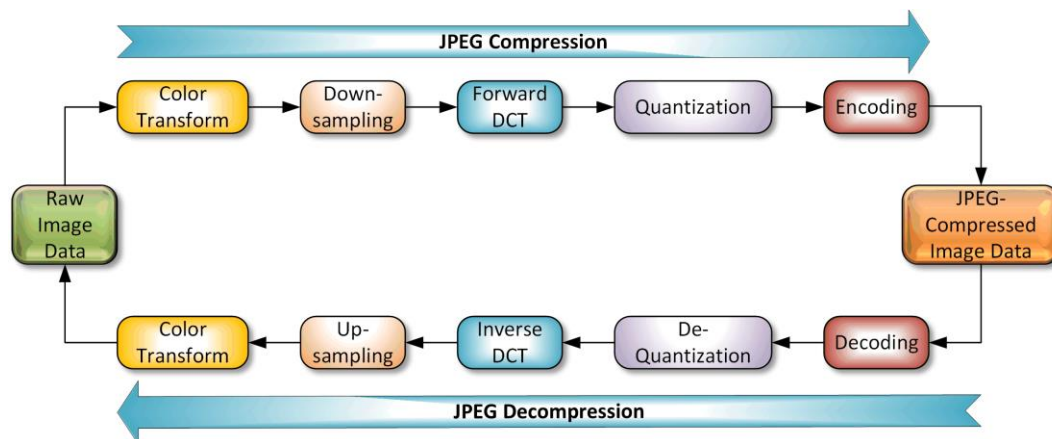 JPEG Compression
Color
Transform
Down-
sampling
Forward
DCT
Quantization
Encoding
Raw
Image
Data
JPEG-
Compressed
Image Data
Color
Transform
Up-
sampling
Inverse
DCT
De-
Quantization
Decoding
JPEG Decompression